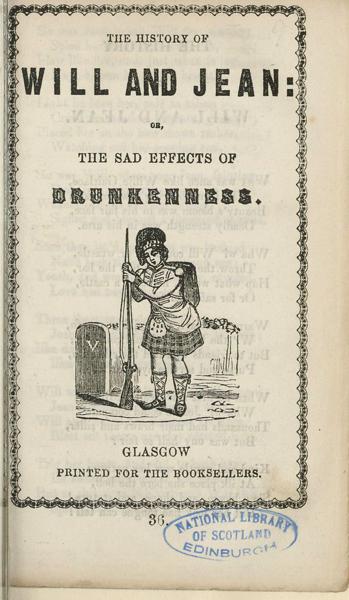 THE HISTORY OF
WILL AND JEAN:
OR,
THE SAD EFFECTS OF
DRUNKENNESS.
V
GLASGOW
PRINTED FOR THE BOOKSELLERS.
36.
NATIONAL LIBRARY
OF SCOTLAND
EDINBURGH